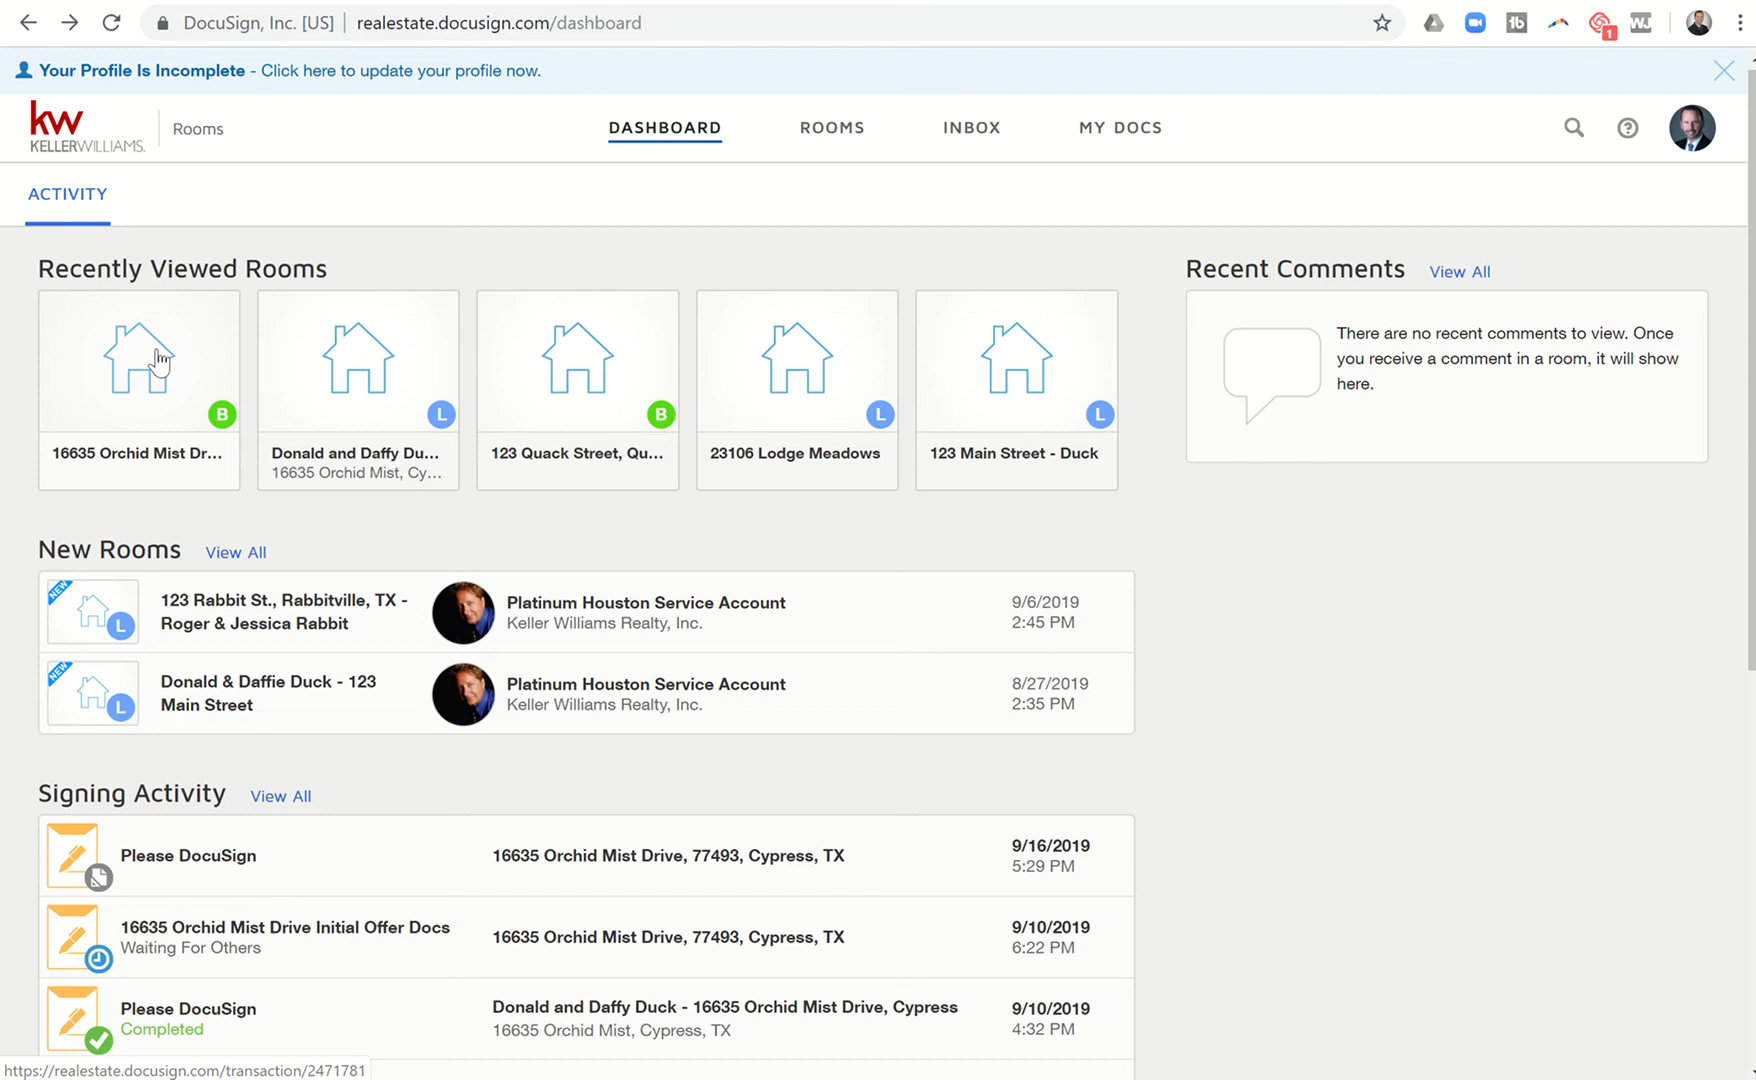 DocuSign, Inc. [US] | realestate.docusign.com/dashboard
1
Your Profile Is Incomplete - Click here to update your profile now.
kw
KELLERWILLIAMS.
Rooms
DASHBOARD
ROOMS
INBOX
MY DOCS
ACTIVITY
Recently Viewed Rooms
B
16635 Orchid Mist Dr...
L
Donald and Daffy Du...
16635 Orchid Mist, Cy...
B
123 Quack Street, Qu...
L
23106 Lodge Meadows
L
123 Main Street - Duck
Recent Comments View All
There are no recent comments to view. Once
you receive a comment in a room, it will show
here.
New Rooms View All
NEW
L
123 Rabbit St., Rabbitville, TX -
Roger & Jessica Rabbit
Platinum Houston Service Account
Keller Williams Realty, Inc.
9/6/2019
2:45 PM
NEW
L
Donald & Daffie Duck - 123
Main Street
Platinum Houston Service Account
Keller Williams Realty, Inc.
8/27/2019
2:35 PM
Signing Activity View All
Please DocuSign
16635 Orchid Mist Drive, 77493, Cypress, TX
9/16/2019
5:29 PM
16635 Orchid Mist Drive Initial Offer Docs
Waiting For Others
16635 Orchid Mist Drive, 77493, Cypress, TX
9/10/2019
6:22 PM
Please DocuSign
Completed
Donald and Daffy Duck - 16635 Orchid Mist Drive, Cypress
16635 Orchid Mist, Cypress, TX
9/10/2019
4:32 PM
https://realestate.docusign.com/transaction/2471781